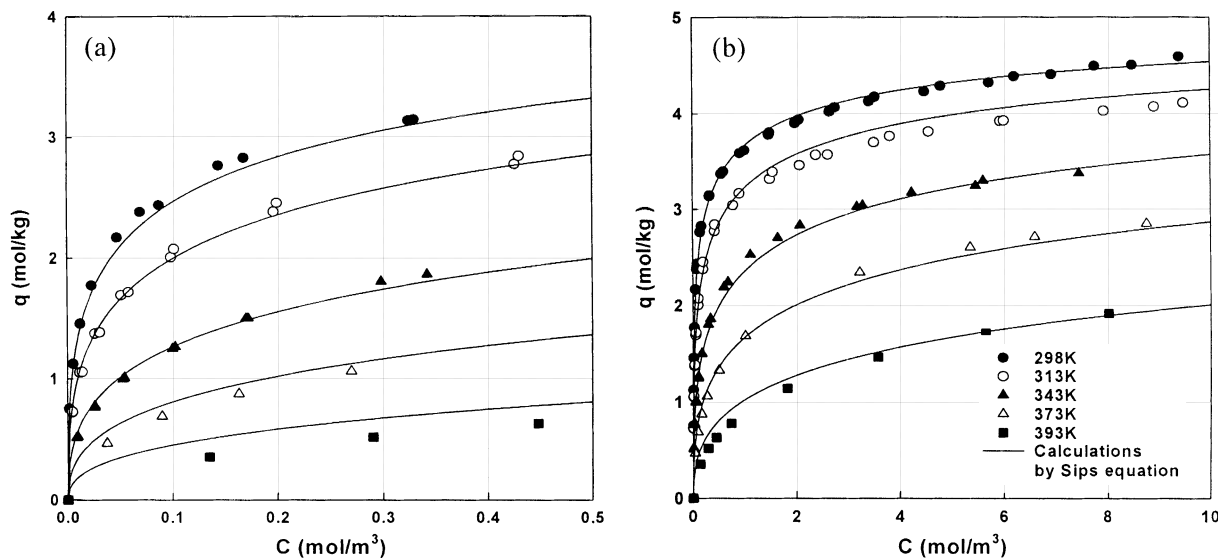 (a)
4
3
2
1
0
q (mol/kg)
0.0 0.1 0.2 0.3 0.4 0.5
C (mol/m³)
(b)
5
4
3
2
1
0
q (mol/kg)
298K
313K
343K
373K
393K
Calculations
by Sips equation
0 2 4 6 8 10
C (mol/m³)